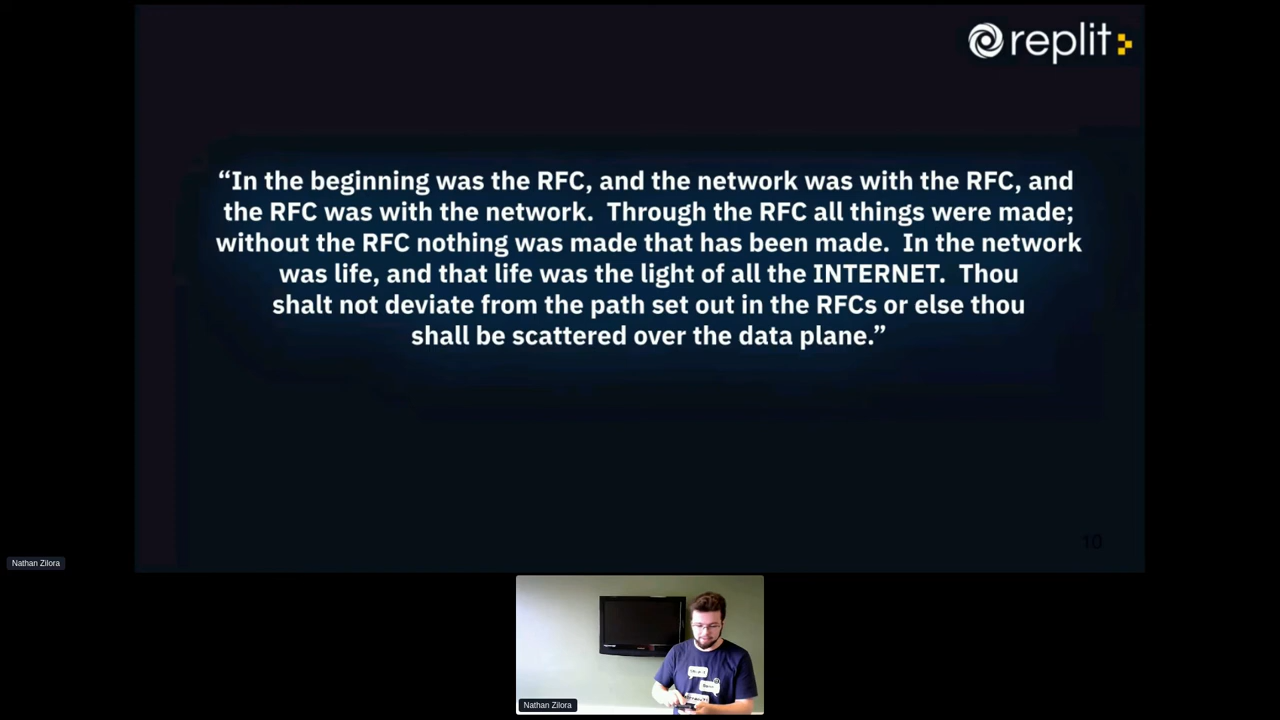 replit
“In the beginning was the RFC, and the network was with the RFC, and
the RFC was with the network.  Through the RFC all things were made;
without the RFC nothing was made that has been made.  In the network
was life, and that life was the light of all the INTERNET.  Thou
shalt not deviate from the path set out in the RFCs or else thou
shall be scattered over the data plane.”
10
Nathan Zilora
Nathan Zilora